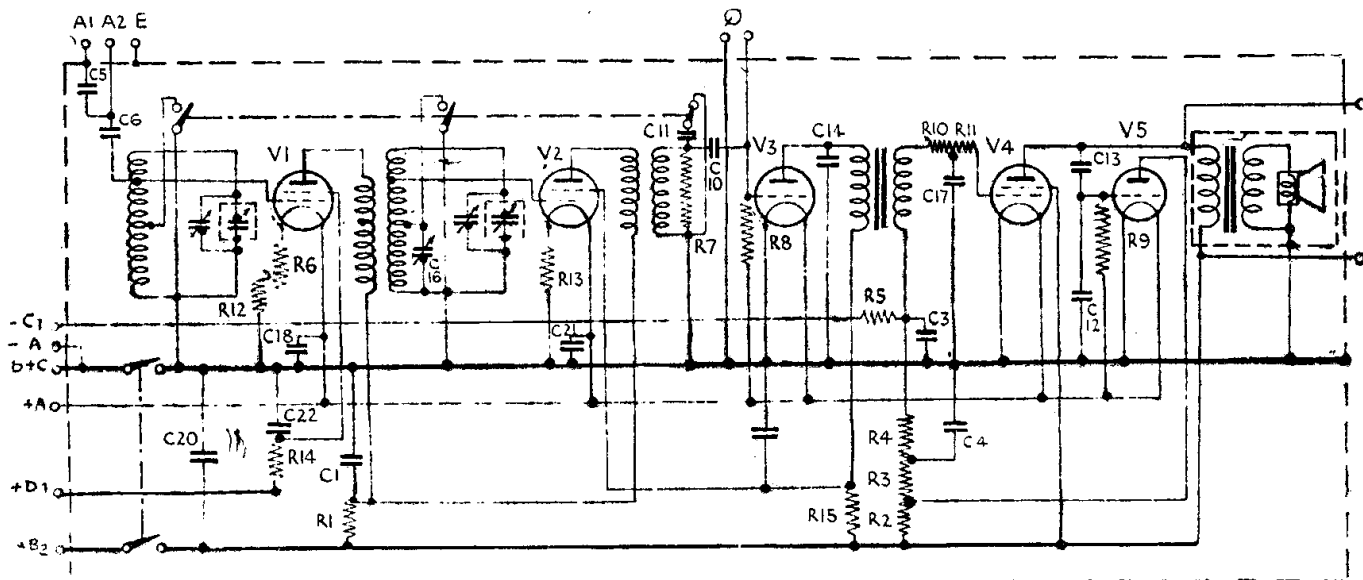 A1 A2 E
C5
C6
C11
C10
V1
V2
V3
C14
R10 R11
V4
V5
C13
C17
R6
R12
C16
R13
R7
R8
R9
C12
-C1
R5
C3
C18
C21
-A
b+C
+A
C20
C22
R14
C1
R4
C4
R3
+D1
R1
R15
R2
+B2